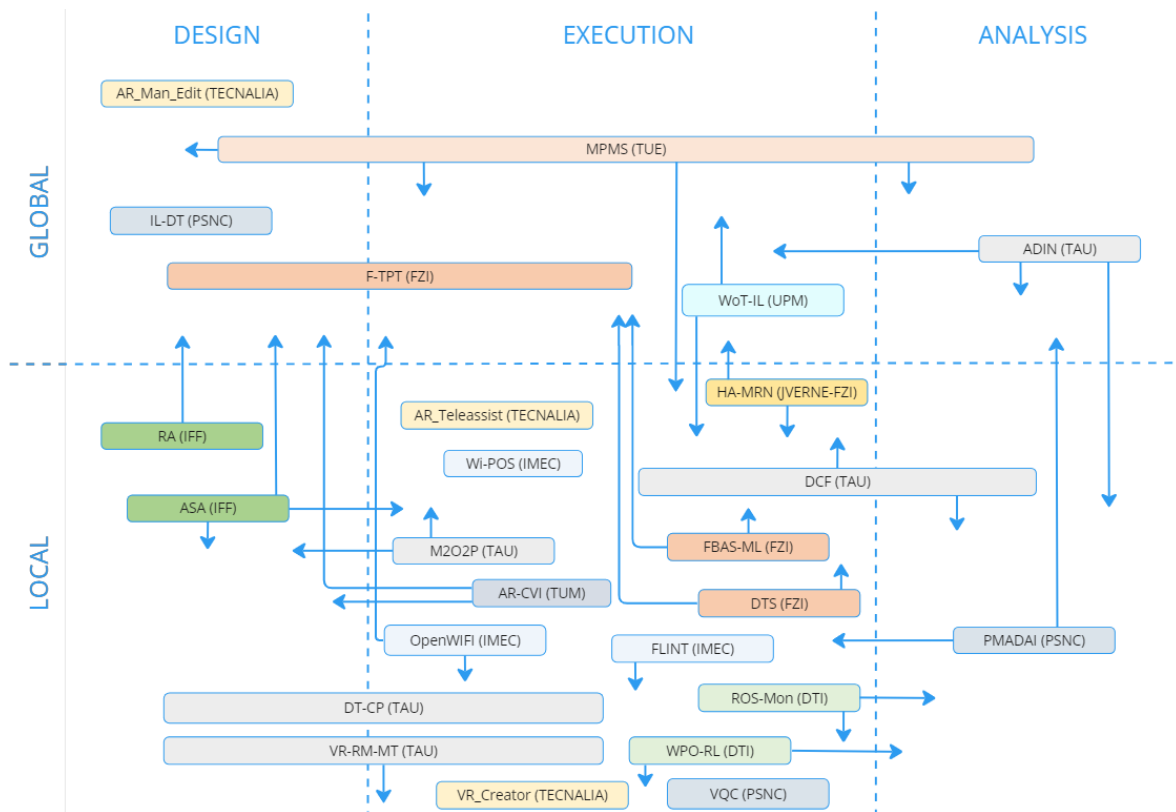 DESIGN
EXECUTION
ANALYSIS
GLOBAL
AR_Man_Edit (TECNALIA)
MPMS (TUE)
IL-DT (PSNC)
ADIN (TAU)
F-TPT (FZI)
WoT-IL (UPM)
LOCAL
HA-MRN (JVERNE-FZI)
AR_Teleassist (TECNALIA)
RA (IFF)
Wi-POS (IMEC)
DCF (TAU)
ASA (IFF)
M2O2P (TAU)
FBAS-ML (FZI)
AR-CVI (TUM)
DTS (FZI)
OpenWIFI (IMEC)
FLINT (IMEC)
PMADAI (PSNC)
ROS-Mon (DTI)
DT-CP (TAU)
VR-RM-MT (TAU)
WPO-RL (DTI)
VR_Creator (TECNALIA)
VQC (PSNC)